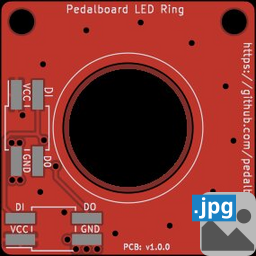 Pedalboard LED Ring
https://github.com/pedal
VCC DI
GND DO
DI DO
VCC GND
PCB: v1.0.0
.jpg